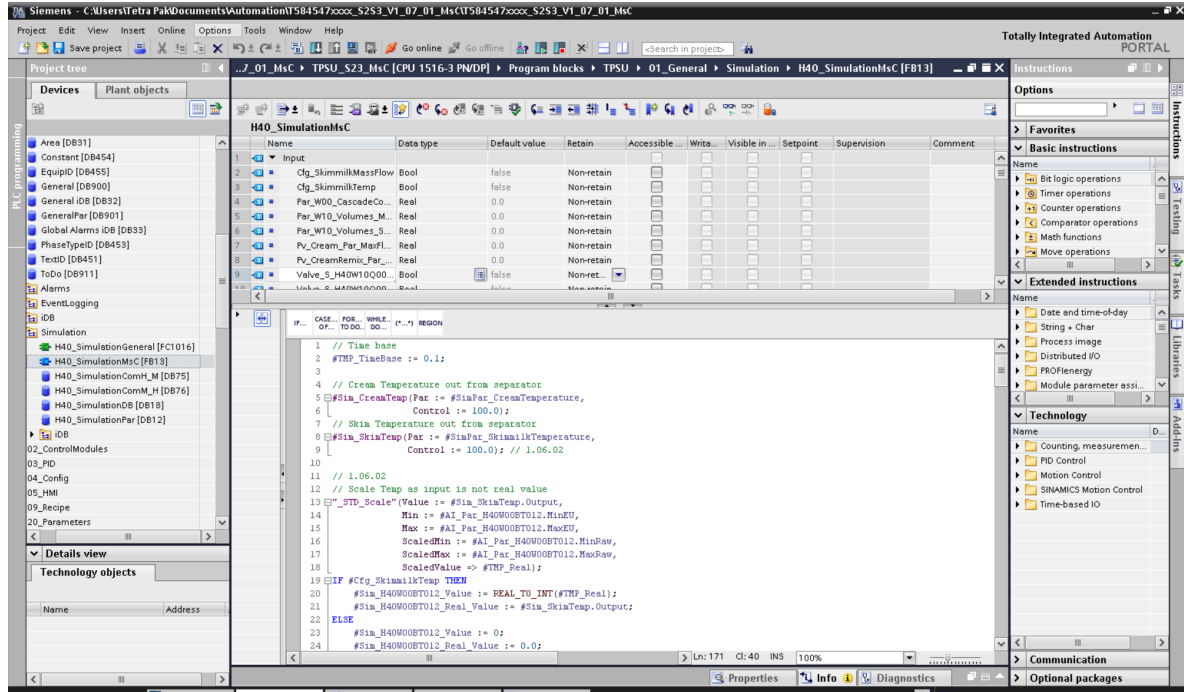 Siemens - C:\Users\Tetra Pak\Documents\Automation\T584547xxxx_S2S3_V1_07_01_MsC\T584547xxxx_S2S3_V1_07_01_MsC
Project Edit View Insert Online Options Tools Window Help
Totally Integrated Automation
PORTAL
Save project
Go online
Go offline
<Search in project>
Project tree
...7_01_MsC TPSU_S23_MsC [CPU 1516-3 PN/DP] Program blocks TPSU 01_General Simulation H40_SimulationMsC [FB13]
Instructions
Devices
Plant objects
Options
PLC programming
Area [DB31]
Constant [DB454]
EquipID [DB455]
General [DB900]
General iDB [DB32]
GeneralPar [DB901]
Global Alarms iDB [DB33]
PhaseTypeID [DB453]
TextID [DB451]
ToDo [DB911]
Alarms
EventLogging
iDB
Simulation
H40_SimulationGeneral [FC1016]
H40_SimulationMsC [FB13]
H40_SimulationComH_M [DB75]
H40_SimulationComM_H [DB76]
H40_SimulationDB [DB18]
H40_SimulationPar [DB12]
iDB
02_ControlModules
03_PID
04_Config
05_HMI
09_Recipe
20_Parameters
Details view
Technology objects
Name Address
H40_SimulationMsC
Name Data type Default value Retain Accessible ... Writa... Visible in ... Setpoint Supervision Comment
1 Input
2 Cfg_SkimmilkMassFlow Bool false Non-retain
3 Cfg_SkimmilkTemp Bool false Non-retain
4 Par_W00_CascadeCo... Real 0.0 Non-retain
5 Par_W10_Volumes_M... Real 0.0 Non-retain
6 Par_W10_Volumes_S... Real 0.0 Non-retain
7 Pv_Cream_Par_MaxFl... Real 0.0 Non-retain
8 Pv_CreamRemix_Par_... Real 0.0 Non-retain
9 Valve_S_H40W10Q00... Bool false Non-ret...
IF... CASE... OF... FOR... TO DO.. WHILE.. DO... (*...*) REGION
1 // Time base
2 #TMP_TimeBase := 0.1;
3
4 // Cream Temperature out from separator
5 #Sim_CreamTemp(Par := #SimPar_CreamTemperature,
6 Control := 100.0);
7 // Skim Temperature out from separator
8 #Sim_SkimTemp(Par := #SimPar_SkimmilkTemperature,
9 Control := 100.0); // 1.06.02
10
11 // 1.06.02
12 // Scale Temp as input is not real value
13 "_STD_Scale"(Value := #Sim_SkimTemp.Output,
14 Min := #AI_Par_H40W00BT012.MinEU,
15 Max := #AI_Par_H40W00BT012.MaxEU,
16 ScaledMin := #AI_Par_H40W00BT012.MinRaw,
17 ScaledMax := #AI_Par_H40W00BT012.MaxRaw,
18 ScaledValue => #TMP_Real);
19 IF #Cfg_SkimmilkTemp THEN
20 #Sim_H40W00BT012_Value := REAL_TO_INT(#TMP_Real);
21 #Sim_H40W00BT012_Real_Value := #Sim_SkimTemp.Output;
22 ELSE
23 #Sim_H40W00BT012_Value := 0;
24 #Sim_H40W00BT012_Real_Value := 0.0;
Ln: 171 Cl: 40 INS 100%
Properties Info Diagnostics
Favorites
Basic instructions
Name
Bit logic operations
Timer operations
Counter operations
Comparator operations
Math functions
Move operations
Extended instructions
Name
Date and time-of-day
String + Char
Process image
Distributed I/O
PROFIenergy
Module parameter assi...
Technology
Name D...
Counting, measuremen...
PID Control
Motion Control
SINAMICS Motion Control
Time-based IO
Communication
Optional packages
Instructions
Testing
Tasks
Libraries
Add-Ins